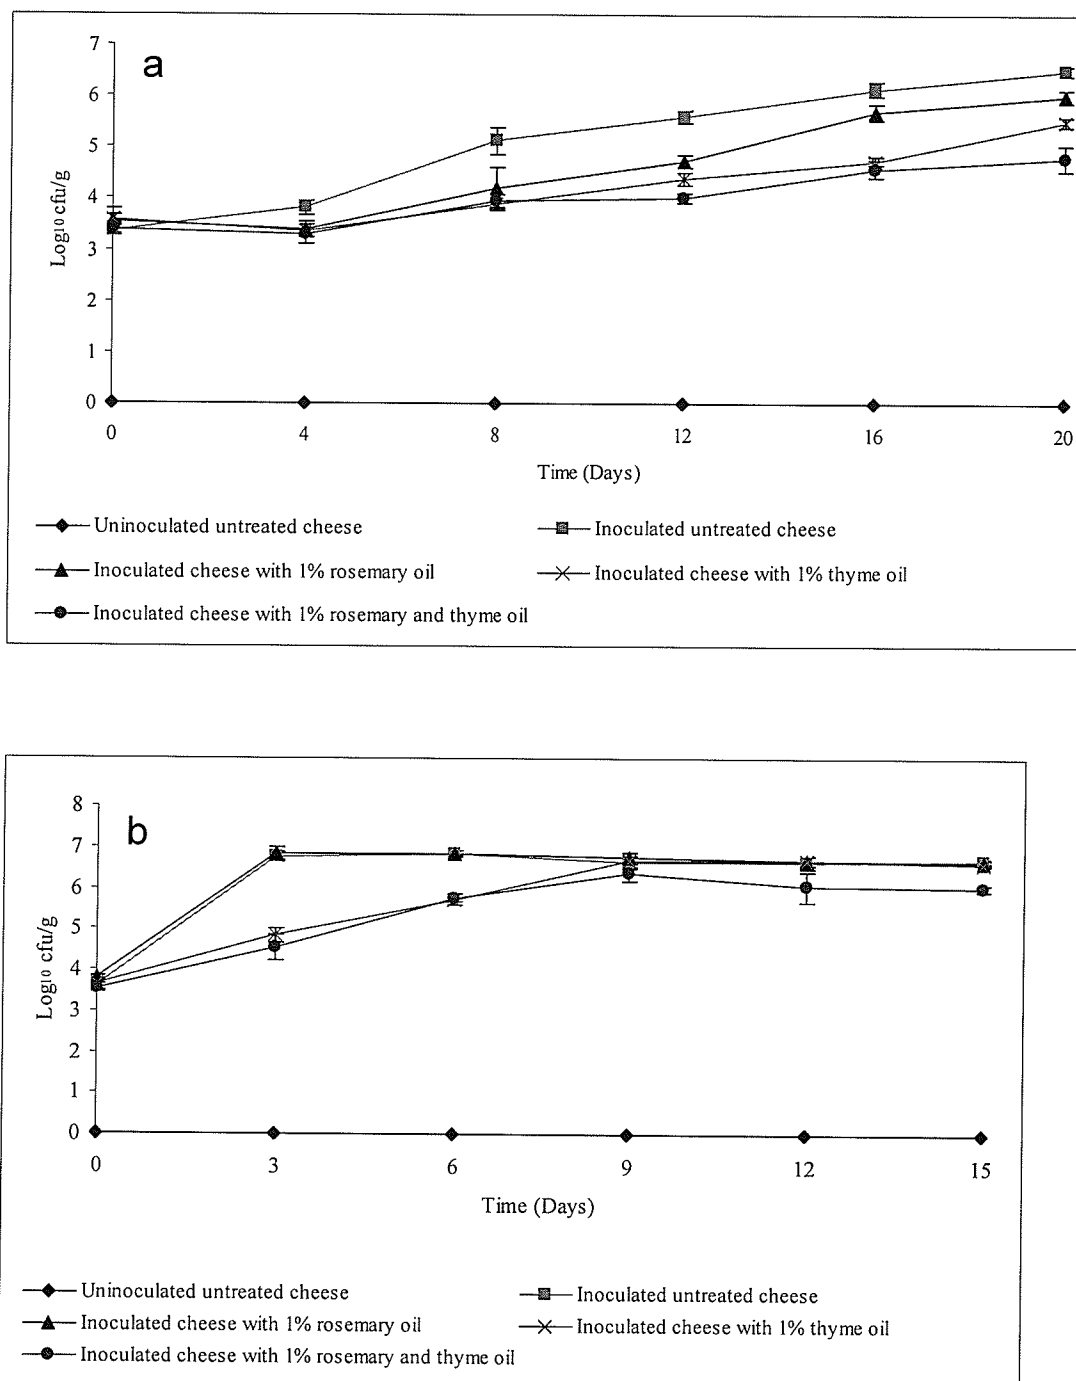 a
7
6
5
4
3
2
1
0
Log10 cfu/g
0 4 8 12 16 20
Time (Days)
Uninoculated untreated cheese Inoculated untreated cheese
Inoculated cheese with 1% rosemary oil Inoculated cheese with 1% thyme oil
Inoculated cheese with 1% rosemary and thyme oil
b
8
7
6
5
4
3
2
1
0
Log10 cfu/g
0 3 6 9 12 15
Time (Days)
Uninoculated untreated cheese Inoculated untreated cheese
Inoculated cheese with 1% rosemary oil Inoculated cheese with 1% thyme oil
Inoculated cheese with 1% rosemary and thyme oil